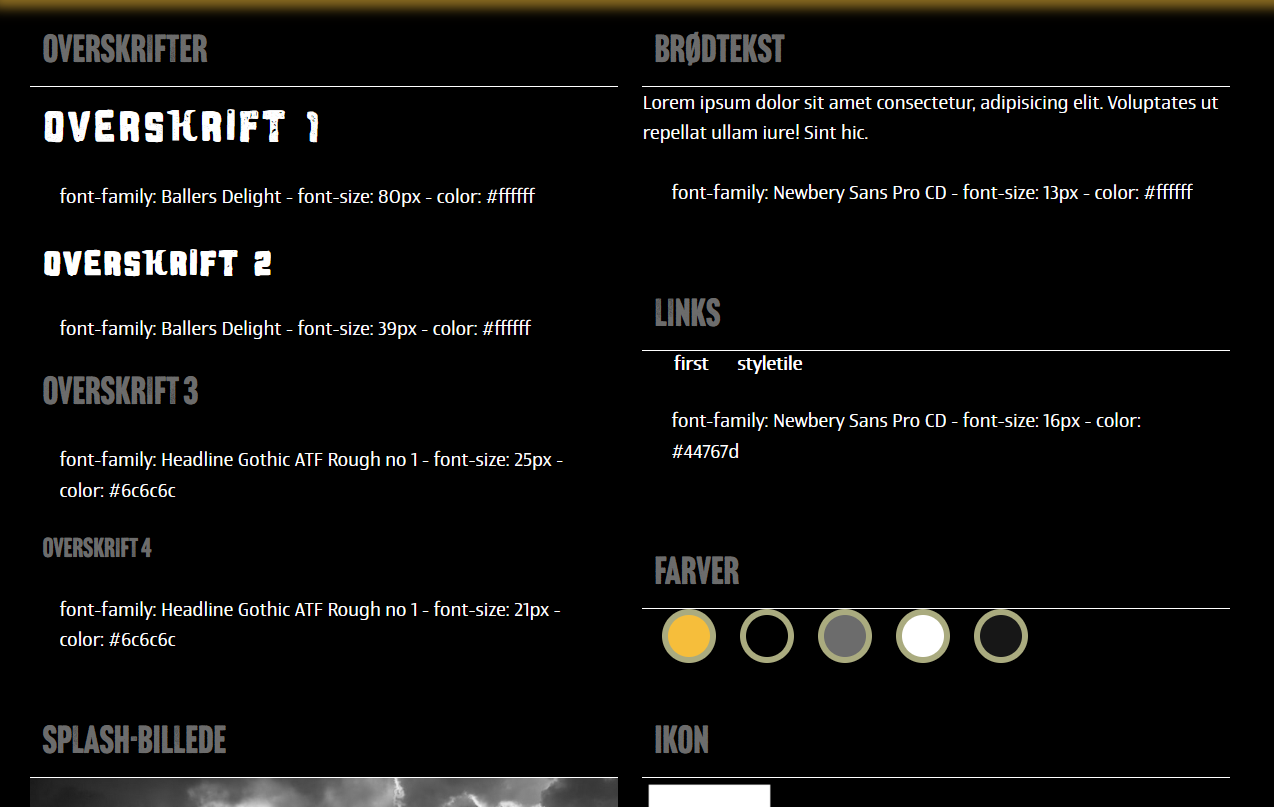 OVERSKRIFTER
OVERSKRIFT 1
font-family: Ballers Delight - font-size: 80px - color: #ffffff
OVERSKRIFT 2
font-family: Ballers Delight - font-size: 39px - color: #ffffff
OVERSKRIFT 3
font-family: Headline Gothic ATF Rough no 1 - font-size: 25px -
color: #6c6c6c
OVERSKRIFT 4
font-family: Headline Gothic ATF Rough no 1 - font-size: 21px -
color: #6c6c6c
SPLASH-BILLEDE
BRØDTEKST
Lorem ipsum dolor sit amet consectetur, adipisicing elit. Voluptates ut
repellat ullam iure! Sint hic.
font-family: Newbery Sans Pro CD - font-size: 13px - color: #ffffff
LINKS
first styletile
font-family: Newbery Sans Pro CD - font-size: 16px - color:
#44767d
FARVER
IKON